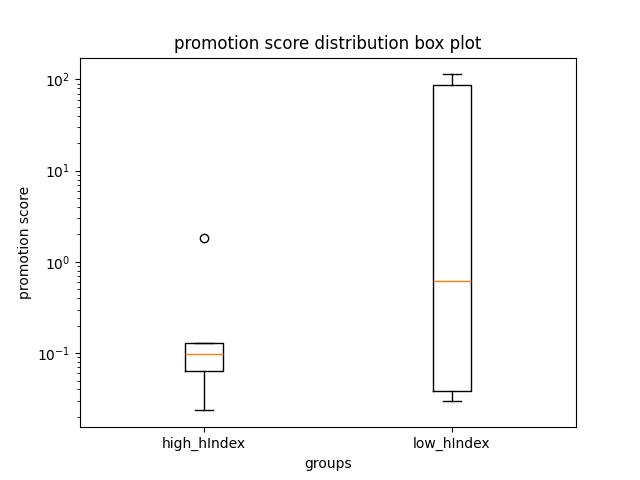 promotion score distribution box plot
promotion score
10²
10¹
10⁰
10⁻¹
high_hIndex
low_hIndex
groups